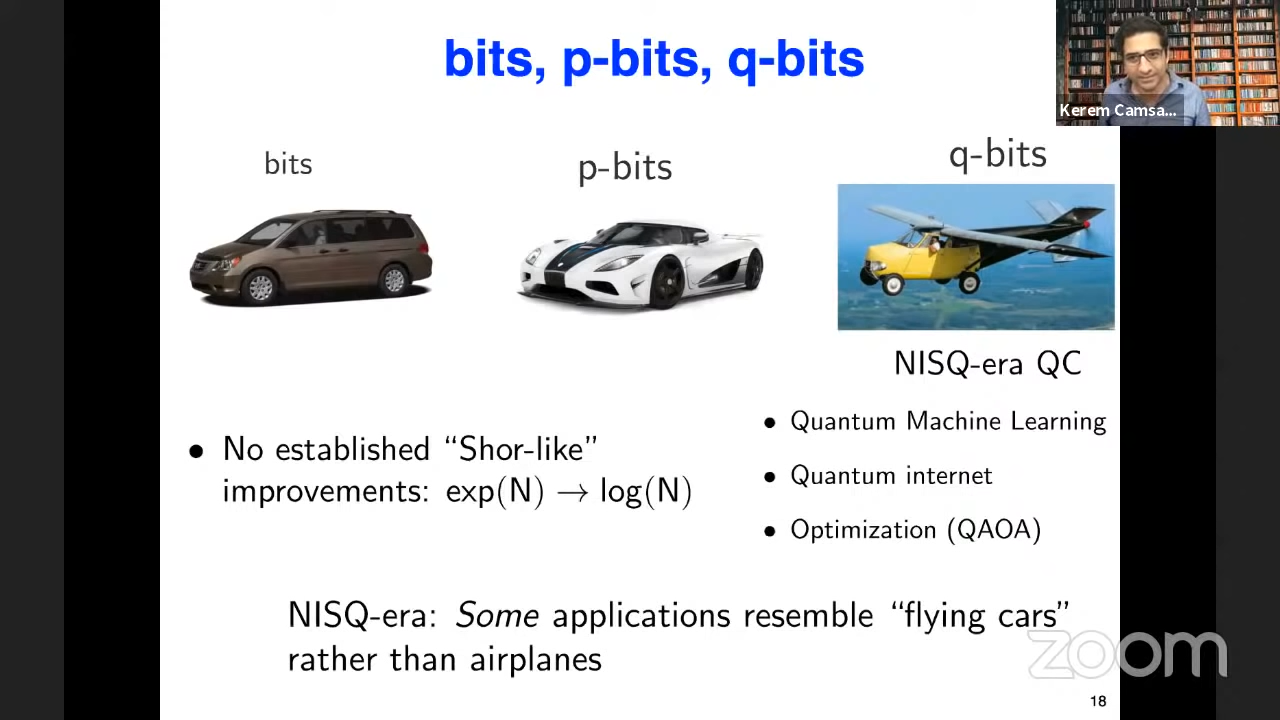 bits, p-bits, q-bits
Kerem Camsa...
bits
p-bits
q-bits
NISQ-era QC
• No established “Shor-like”
improvements: exp(N) → log(N)
• Quantum Machine Learning
• Quantum internet
• Optimization (QAOA)
NISQ-era: Some applications resemble “flying cars”
rather than airplanes
zoom
18